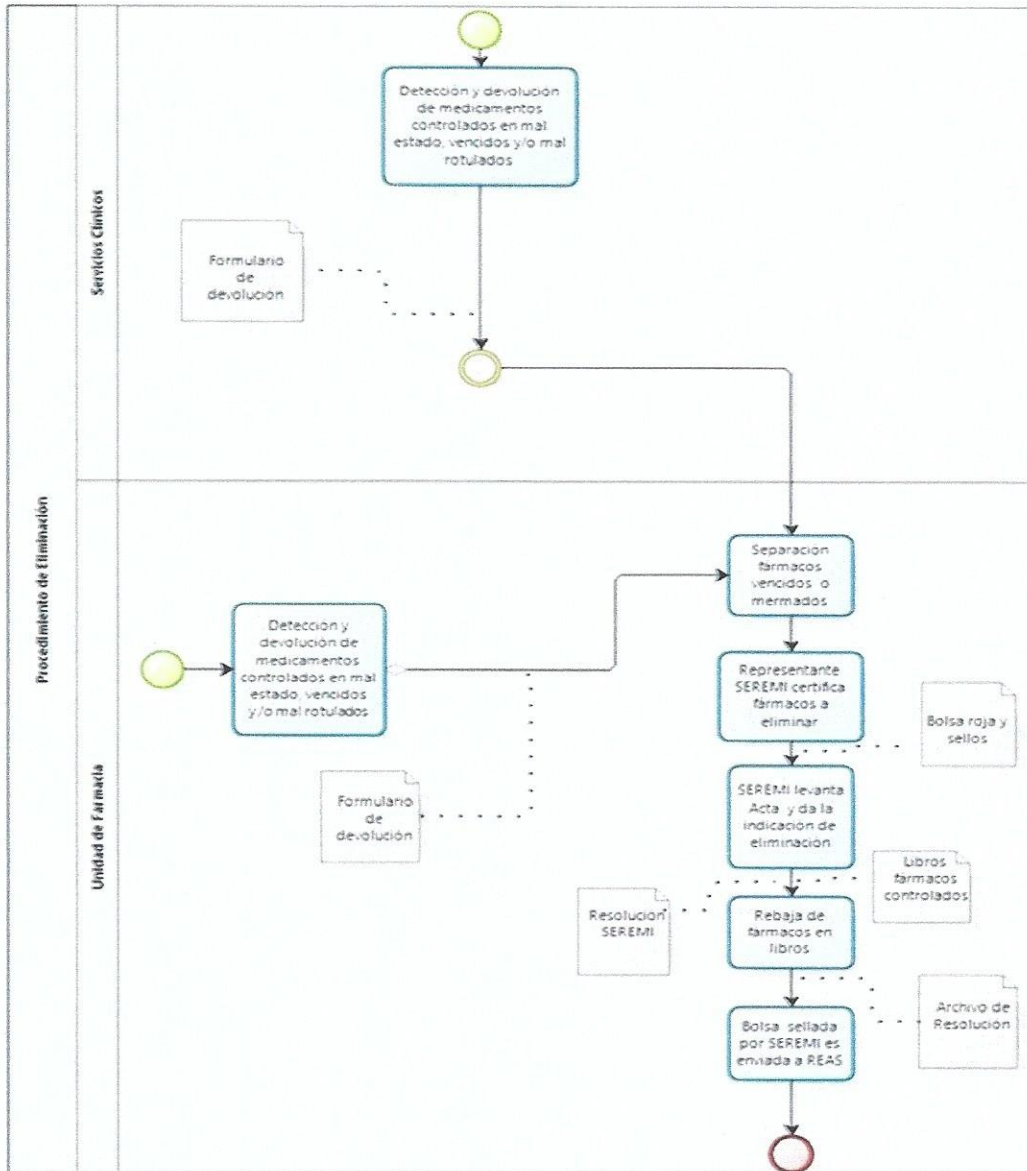 Procedimiento de Eliminación
Servicios Clínicos
Detección y devolución
de medicamentos
controlados en mal
estado, vencidos y/o mal
rotulados
Formulario
de
devolución
Unidad de Farmacia
Detección y
devolución de
medicamentos
controlados en mal
estado, vencidos
y/o mal rotulados
Formulario
de
devolución
Separación
fármacos
vencidos o
mermados
Representante
SEREMI certifica
fármacos a
eliminar
Bolsa roja y
sellos
SEREMI levanta
Acta y da la
indicación de
eliminación
Libros
fármacos
controlados
Resolución
SEREMI
Rebaja de
fármacos en
libros
Archivo de
Resolución
Bolsa sellada
por SEREMI es
enviada a REAS